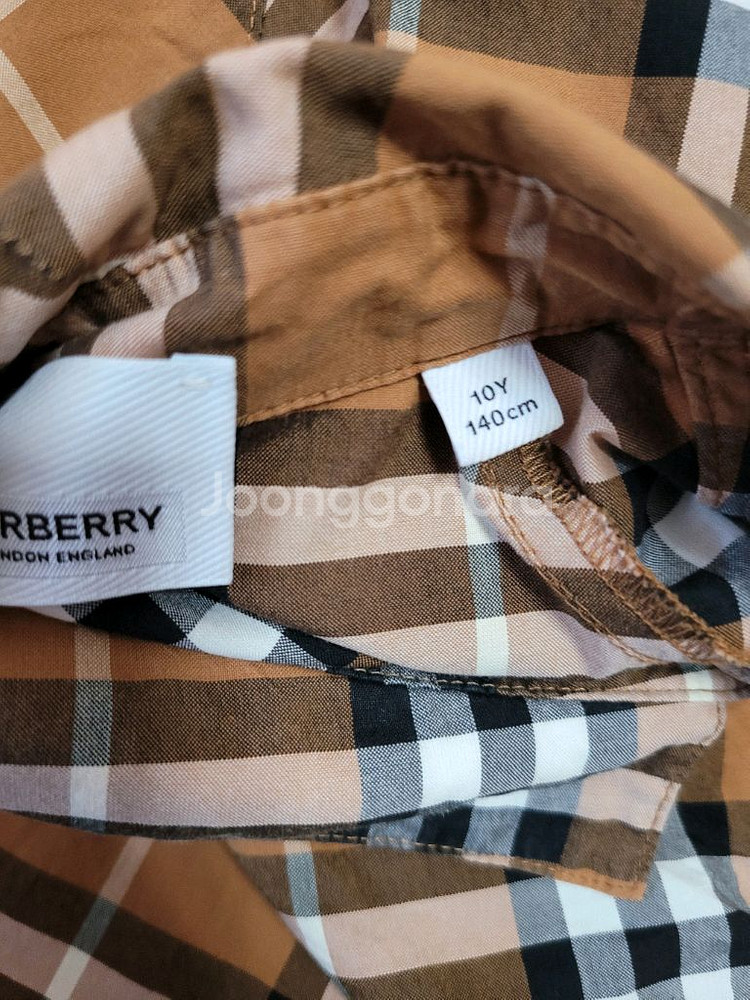 10Y
140cm
Joonggonara
RBERRY
NDON ENGLAND